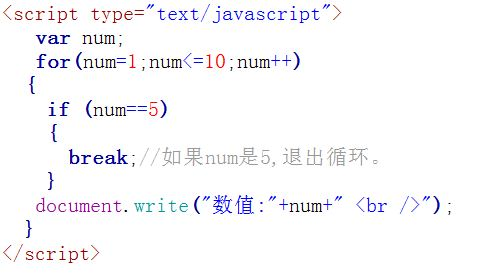 <script type="text/javascript">
var num;
for(num=1;num<=10;num++)
{
if (num==5)
{
break;//如果num是5,退出循环。
}
document.write("数值:"+num+" <br />");
}
</script>